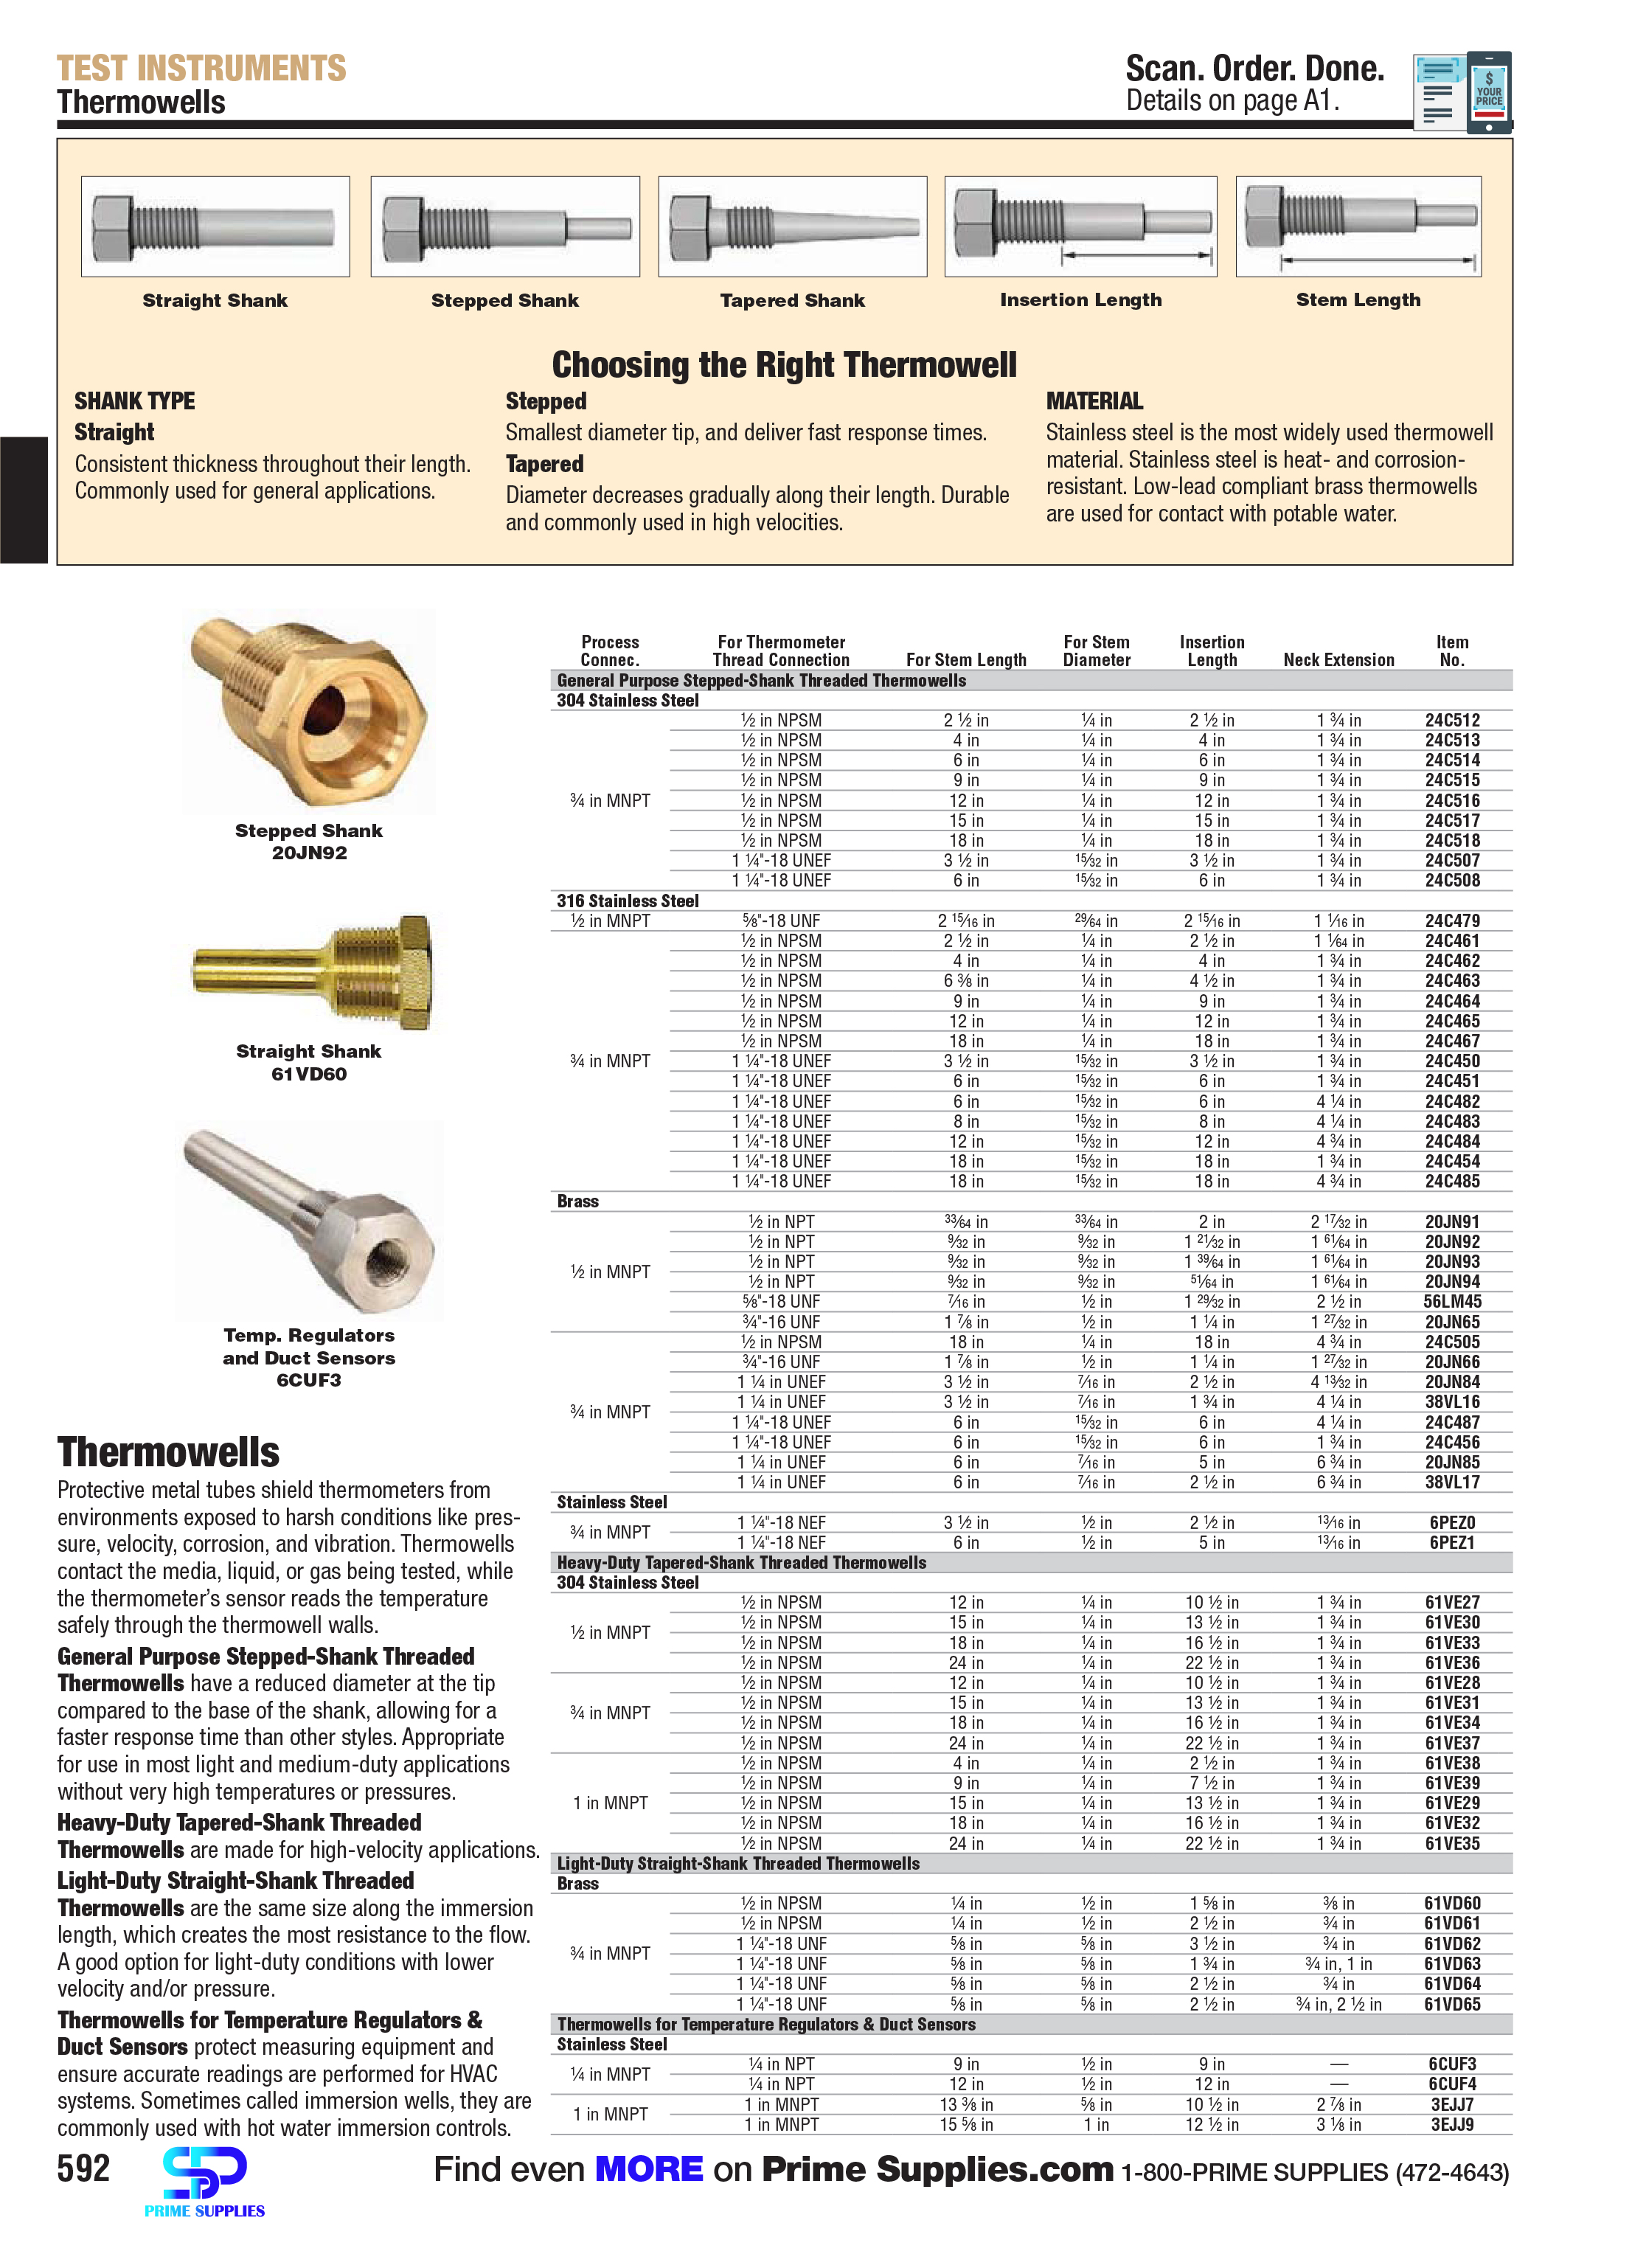 TEST INSTRUMENTS
Thermowells
Scan. Order. Done.
Details on page A1.
$
YOUR
PRICE
Straight Shank
Stepped Shank
Tapered Shank
Insertion Length
Stem Length
Choosing the Right Thermowell
SHANK TYPE
Straight
Consistent thickness throughout their length.
Commonly used for general applications.
Stepped
Smallest diameter tip, and deliver fast response times.
Tapered
Diameter decreases gradually along their length. Durable
and commonly used in high velocities.
MATERIAL
Stainless steel is the most widely used thermowell
material. Stainless steel is heat- and corrosion-
resistant. Low-lead compliant brass thermowells
are used for contact with potable water.
Stepped Shank
20JN92
Straight Shank
61VD60
Temp. Regulators
and Duct Sensors
6CUF3
Thermowells
Protective metal tubes shield thermometers from
environments exposed to harsh conditions like pres-
sure, velocity, corrosion, and vibration. Thermowells
contact the media, liquid, or gas being tested, while
the thermometer's sensor reads the temperature
safely through the thermowell walls.
General Purpose Stepped-Shank Threaded
Thermowells have a reduced diameter at the tip
compared to the base of the shank, allowing for a
faster response time than other styles. Appropriate
for use in most light and medium-duty applications
without very high temperatures or pressures.
Heavy-Duty Tapered-Shank Threaded
Thermowells are made for high-velocity applications.
Light-Duty Straight-Shank Threaded
Thermowells are the same size along the immersion
length, which creates the most resistance to the flow.
A good option for light-duty conditions with lower
velocity and/or pressure.
Thermowells for Temperature Regulators &
Duct Sensors protect measuring equipment and
ensure accurate readings are performed for HVAC
systems. Sometimes called immersion wells, they are
commonly used with hot water immersion controls.
Process For Thermometer For Stem Insertion Item
Connec. Thread Connection For Stem Length Diameter Length Neck Extension No.
General Purpose Stepped-Shank Threaded Thermowells
304 Stainless Steel
½ in NPSM 2 ½ in ¼ in 2 ½ in 1 ¾ in 24C512
½ in NPSM 4 in ¼ in 4 in 1 ¾ in 24C513
½ in NPSM 6 in ¼ in 6 in 1 ¾ in 24C514
½ in NPSM 9 in ¼ in 9 in 1 ¾ in 24C515
¾ in MNPT ½ in NPSM 12 in ¼ in 12 in 1 ¾ in 24C516
½ in NPSM 15 in ¼ in 15 in 1 ¾ in 24C517
½ in NPSM 18 in ¼ in 18 in 1 ¾ in 24C518
1 ¼"-18 UNEF 3 ½ in 15⁄32 in 3 ½ in 1 ¾ in 24C507
1 ¼"-18 UNEF 6 in 15⁄32 in 6 in 1 ¾ in 24C508
316 Stainless Steel
½ in MNPT ⅝"-18 UNF 2 15⁄16 in 29⁄64 in 2 15⁄16 in 1 1⁄16 in 24C479
½ in NPSM 2 ½ in ¼ in 2 ½ in 1 1⁄64 in 24C461
½ in NPSM 4 in ¼ in 4 in 1 ¾ in 24C462
½ in NPSM 6 ⅜ in ¼ in 4 ½ in 1 ¾ in 24C463
½ in NPSM 9 in ¼ in 9 in 1 ¾ in 24C464
½ in NPSM 12 in ¼ in 12 in 1 ¾ in 24C465
½ in NPSM 18 in ¼ in 18 in 1 ¾ in 24C467
¾ in MNPT 1 ¼"-18 UNEF 3 ½ in 15⁄32 in 3 ½ in 1 ¾ in 24C450
1 ¼"-18 UNEF 6 in 15⁄32 in 6 in 1 ¾ in 24C451
1 ¼"-18 UNEF 6 in 15⁄32 in 6 in 4 ¼ in 24C482
1 ¼"-18 UNEF 8 in 15⁄32 in 8 in 4 ¼ in 24C483
1 ¼"-18 UNEF 12 in 15⁄32 in 12 in 4 ¾ in 24C484
1 ¼"-18 UNEF 18 in 15⁄32 in 18 in 1 ¾ in 24C454
1 ¼"-18 UNEF 18 in 15⁄32 in 18 in 4 ¾ in 24C485
Brass
½ in NPT 33⁄64 in 33⁄64 in 2 in 2 17⁄32 in 20JN91
½ in NPT 9⁄32 in 9⁄32 in 1 21⁄32 in 1 61⁄64 in 20JN92
½ in NPT 9⁄32 in 9⁄32 in 1 39⁄64 in 1 61⁄64 in 20JN93
½ in MNPT ½ in NPT 9⁄32 in 9⁄32 in 51⁄64 in 1 61⁄64 in 20JN94
⅝"-18 UNF 7⁄16 in ½ in 1 29⁄32 in 2 ½ in 56LM45
¾"-16 UNF 1 ⅞ in ½ in 1 ¼ in 1 27⁄32 in 20JN65
½ in NPSM 18 in ¼ in 18 in 4 ¾ in 24C505
¾"-16 UNF 1 ⅞ in ½ in 1 ¼ in 1 27⁄32 in 20JN66
1 ¼ in UNEF 3 ½ in 7⁄16 in 2 ½ in 4 13⁄32 in 20JN84
¾ in MNPT 1 ¼ in UNEF 3 ½ in 7⁄16 in 1 ¾ in 4 ¼ in 38VL16
1 ¼"-18 UNEF 6 in 15⁄32 in 6 in 4 ¼ in 24C487
1 ¼"-18 UNEF 6 in 15⁄32 in 6 in 1 ¾ in 24C456
1 ¼ in UNEF 6 in 7⁄16 in 5 in 6 ¾ in 20JN85
1 ¼ in UNEF 6 in 7⁄16 in 2 ½ in 6 ¾ in 38VL17
Stainless Steel
¾ in MNPT 1 ¼"-18 NEF 3 ½ in ½ in 2 ½ in 13⁄16 in 6PEZ0
1 ¼"-18 NEF 6 in ½ in 5 in 13⁄16 in 6PEZ1
Heavy-Duty Tapered-Shank Threaded Thermowells
304 Stainless Steel
½ in NPSM 12 in ¼ in 10 ½ in 1 ¾ in 61VE27
½ in MNPT ½ in NPSM 15 in ¼ in 13 ½ in 1 ¾ in 61VE30
½ in NPSM 18 in ¼ in 16 ½ in 1 ¾ in 61VE33
½ in NPSM 24 in ¼ in 22 ½ in 1 ¾ in 61VE36
½ in NPSM 12 in ¼ in 10 ½ in 1 ¾ in 61VE28
¾ in MNPT ½ in NPSM 15 in ¼ in 13 ½ in 1 ¾ in 61VE31
½ in NPSM 18 in ¼ in 16 ½ in 1 ¾ in 61VE34
½ in NPSM 24 in ¼ in 22 ½ in 1 ¾ in 61VE37
½ in NPSM 4 in ¼ in 2 ½ in 1 ¾ in 61VE38
½ in NPSM 9 in ¼ in 7 ½ in 1 ¾ in 61VE39
1 in MNPT ½ in NPSM 15 in ¼ in 13 ½ in 1 ¾ in 61VE29
½ in NPSM 18 in ¼ in 16 ½ in 1 ¾ in 61VE32
½ in NPSM 24 in ¼ in 22 ½ in 1 ¾ in 61VE35
Light-Duty Straight-Shank Threaded Thermowells
Brass
½ in NPSM ¼ in ½ in 1 ⅝ in ⅜ in 61VD60
½ in NPSM ¼ in ½ in 2 ½ in ¾ in 61VD61
¾ in MNPT 1 ¼"-18 UNF ⅝ in ⅝ in 3 ½ in ¾ in 61VD62
1 ¼"-18 UNF ⅝ in ⅝ in 1 ¾ in ¾ in, 1 in 61VD63
1 ¼"-18 UNF ⅝ in ⅝ in 2 ½ in ¾ in 61VD64
1 ¼"-18 UNF ⅝ in ⅝ in 2 ½ in ¾ in, 2 ½ in 61VD65
Thermowells for Temperature Regulators & Duct Sensors
Stainless Steel
¼ in MNPT ¼ in NPT 9 in ½ in 9 in — 6CUF3
¼ in NPT 12 in ½ in 12 in — 6CUF4
1 in MNPT 1 in MNPT 13 ⅜ in ⅝ in 10 ½ in 2 ⅞ in 3EJJ7
1 in MNPT 15 ⅝ in 1 in 12 ½ in 3 ⅛ in 3EJJ9
592
PRIME SUPPLIES
Find even MORE on Prime Supplies.com 1-800-PRIME SUPPLIES (472-4643)